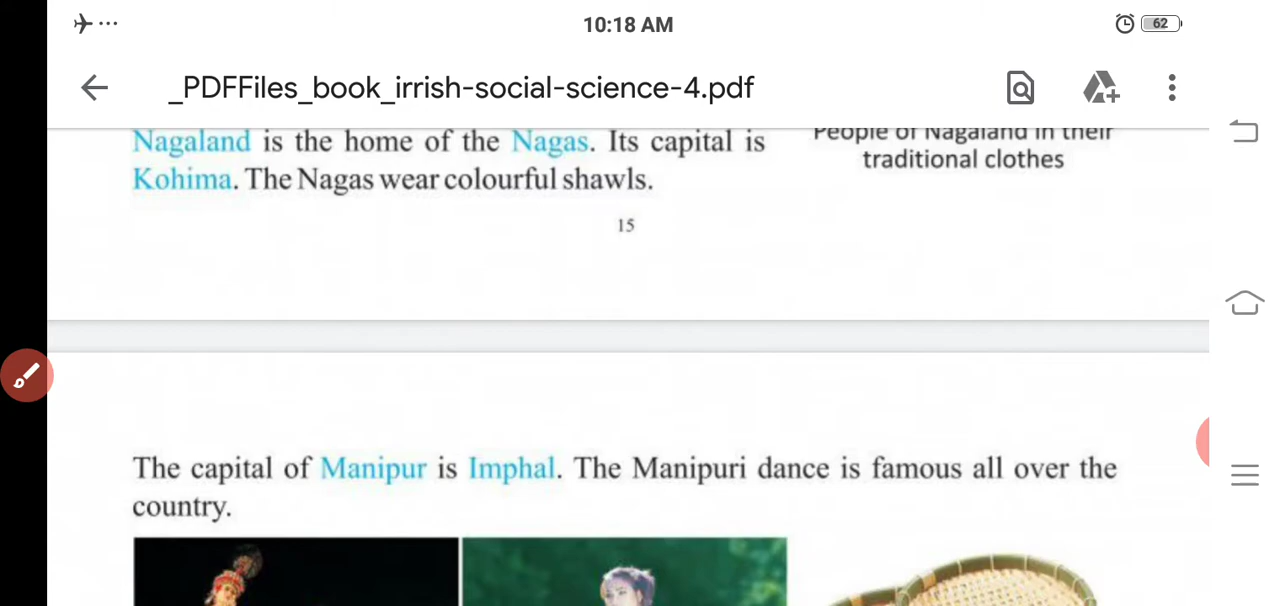 10:18 AM
62
_PDFFiles_book_irrish-social-science-4.pdf
Nagaland is the home of the Nagas. Its capital is
Kohima. The Nagas wear colourful shawls.
People of Nagaland in their
traditional clothes
15
The capital of Manipur is Imphal. The Manipuri dance is famous all over the
country.